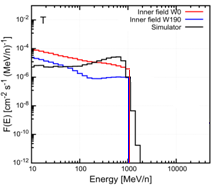 T
Inner field W0
Inner field W190
Simulator
F(E) [cm-2 s-1 (MeV/n)-1]
10-2
10-4
10-6
10-8
10-10
10-12
10 100 1000 10000
Energy [MeV/n]